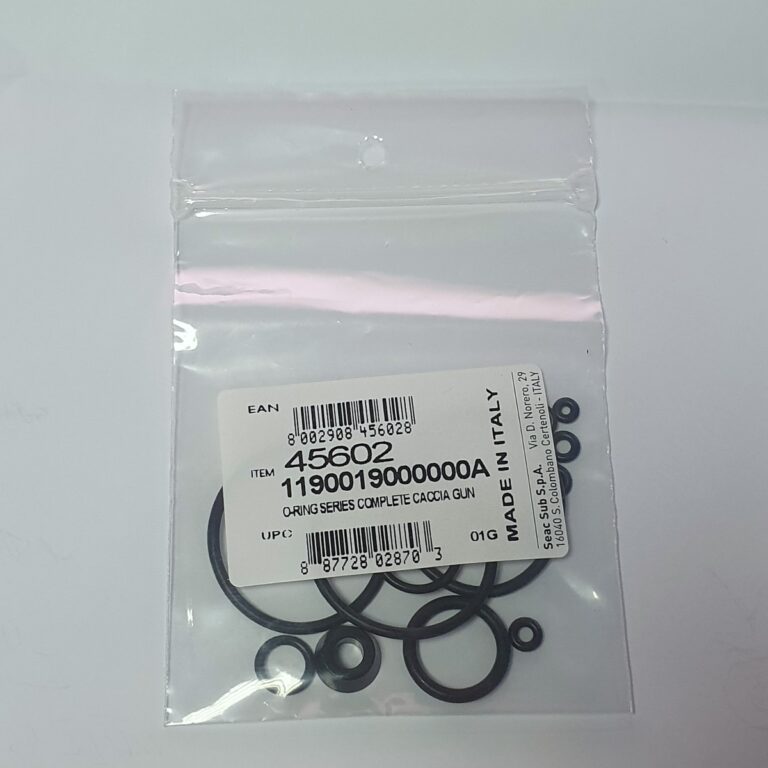 EAN
8 002908 456028
ITEM 45602
1190019000000A
O-RING SERIES COMPLETE CACCIA GUN
UPC
8 87728 02870 3
01G
MADE IN ITALY
Seac Sub S.p.A. Via D. Norero, 29
16040 S. Colombano Certenoli - ITALY